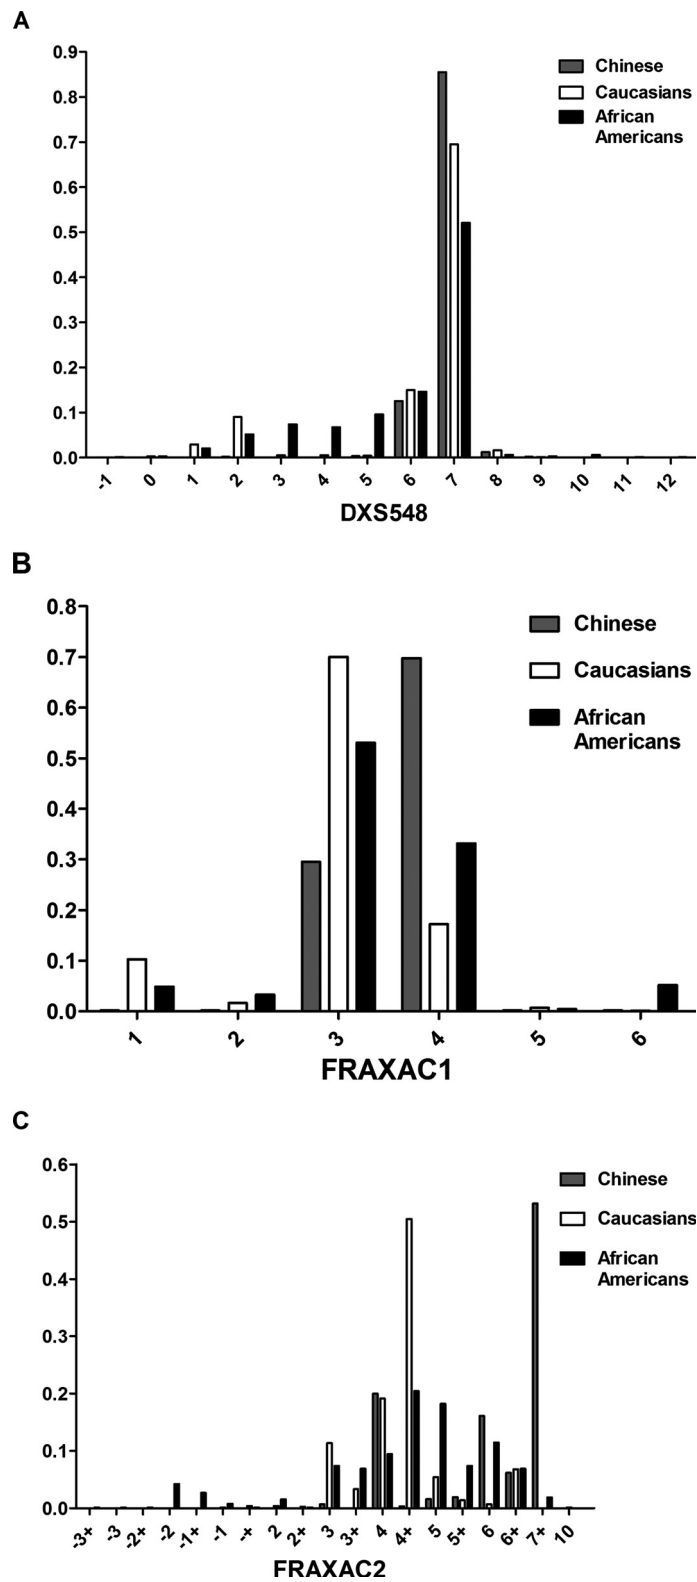 A
0.9
0.8
0.7
0.6
0.5
0.4
0.3
0.2
0.1
0.0
Chinese
Caucasians
African
Americans
-1 0 1 2 3 4 5 6 7 8 9 10 11 12
DXS548
B
0.8
0.7
0.6
0.5
0.4
0.3
0.2
0.1
0.0
Chinese
Caucasians
African
Americans
1 2 3 4 5 6
FRAXAC1
C
0.6
0.5
0.4
0.3
0.2
0.1
0.0
Chinese
Caucasians
African
Americans
-3+ -3 -2+ -2 -1+ -1 -+ 2 2+ 3 3+ 4 4+ 5 5+ 6 6+ 7+ 10
FRAXAC2